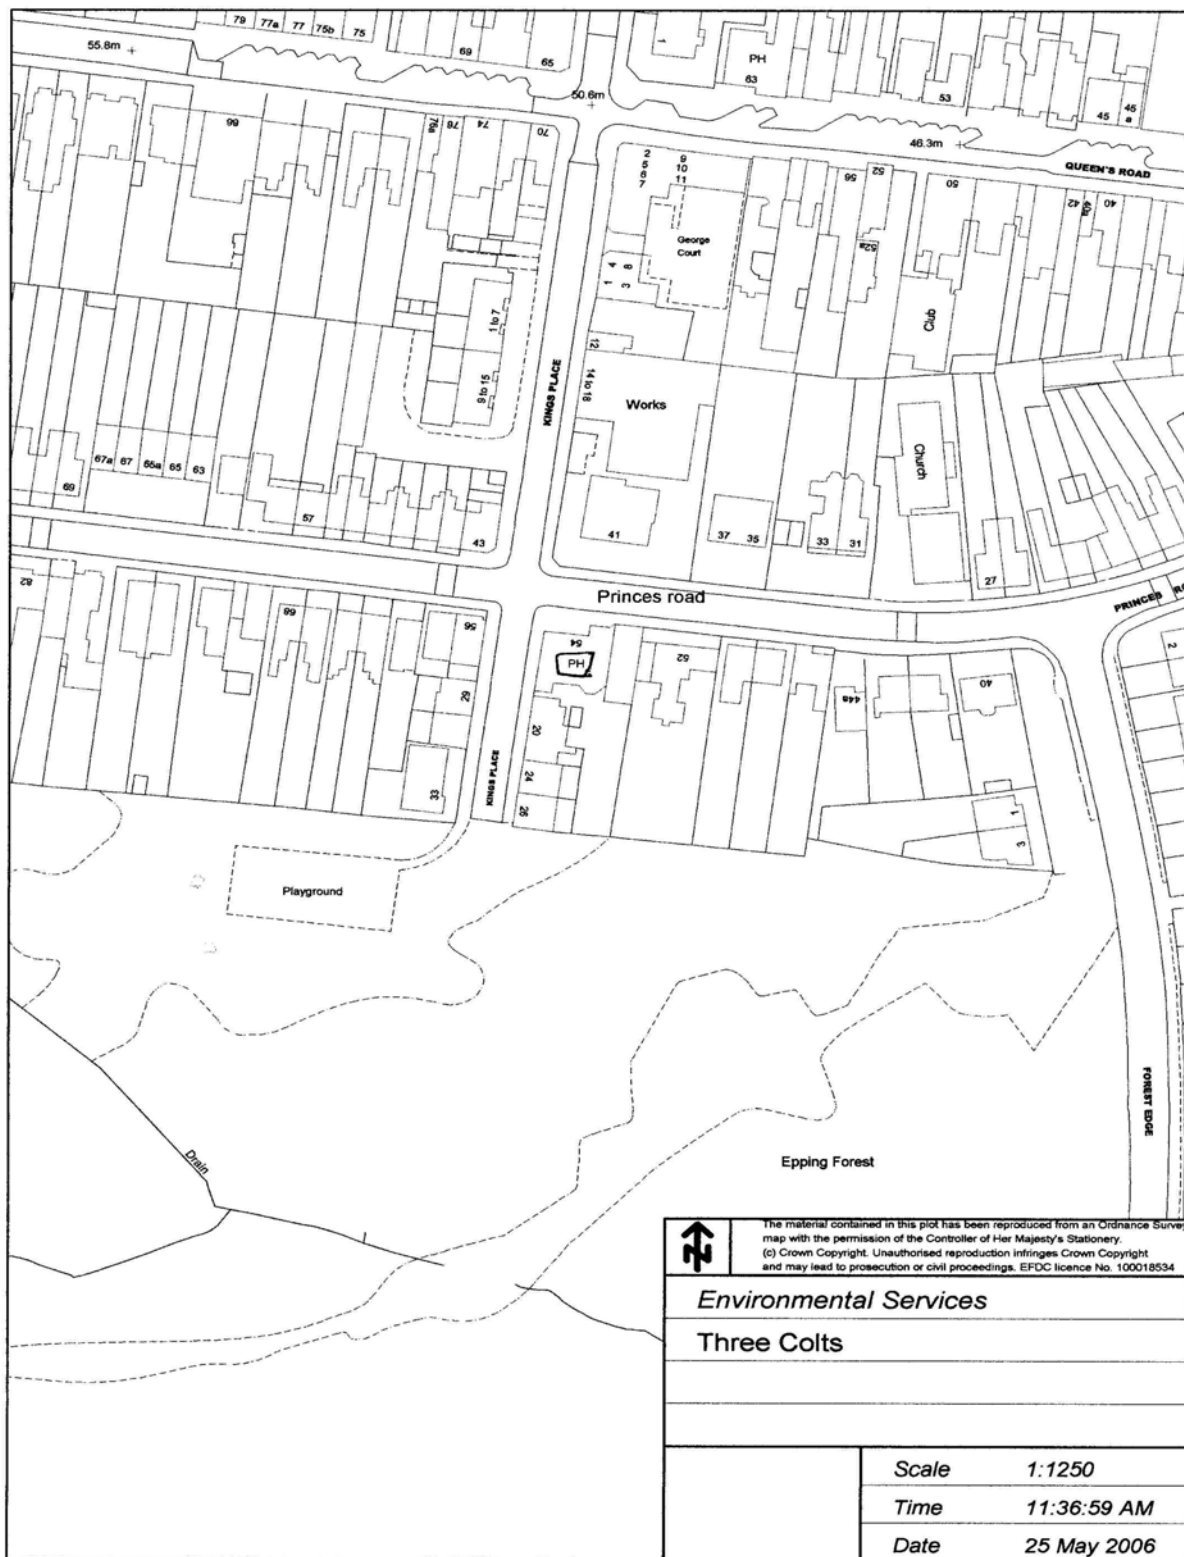 79 77a 77 75b 75
69
65
1
PH
63
53
45
45
a
55.8m
50.6m
46.3m
QUEEN'S ROAD
86
76a 76 74 70
2
5
6
7
9
10
11
George
Court
56 52
52a
50
42 40a 40
4 8
1 3
1 to 7
9 to 15
KINGS PLACE
12
14 to 18
Works
Club
Church
69
67a 67 65a 65 63
57
43
41
37 35
33 31
27
Princes road
PRINCES RO
82
68
56
54
PH
52
44a
40
2
29
33
KINGS PLACE
20
24
26
1
3
Playground
Drain
Epping Forest
FOREST EDGE
N
The material contained in this plot has been reproduced from an Ordnance Survey
map with the permission of the Controller of Her Majesty's Stationery.
(c) Crown Copyright. Unauthorised reproduction infringes Crown Copyright
and may lead to prosecution or civil proceedings. EFDC licence No. 100018534
Environmental Services
Three Colts
Scale 1:1250
Time 11:36:59 AM
Date 25 May 2006